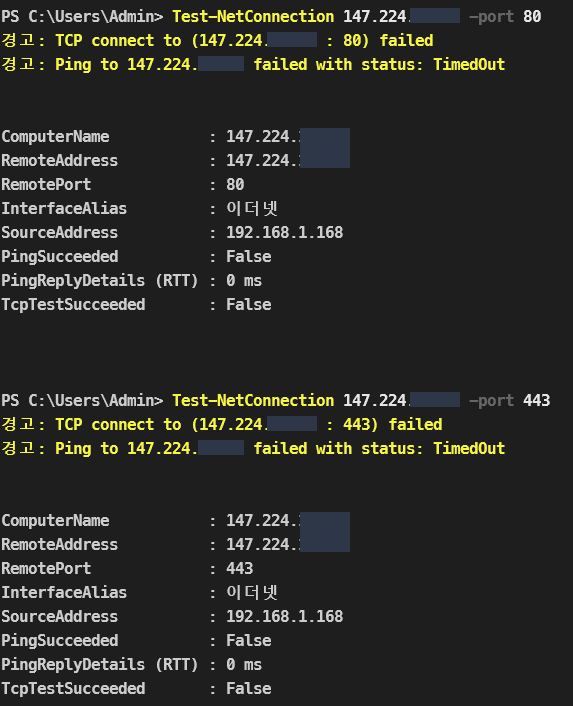 PS C:\Users\Admin> Test-NetConnection 147.224. -port 80
경고: TCP connect to (147.224. : 80) failed
경고: Ping to 147.224. failed with status: TimedOut
ComputerName : 147.224.
RemoteAddress : 147.224.
RemotePort : 80
InterfaceAlias : 이더넷
SourceAddress : 192.168.1.168
PingSucceeded : False
PingReplyDetails (RTT) : 0 ms
TcpTestSucceeded : False
PS C:\Users\Admin> Test-NetConnection 147.224. -port 443
경고: TCP connect to (147.224. : 443) failed
경고: Ping to 147.224. failed with status: TimedOut
ComputerName : 147.224.
RemoteAddress : 147.224.
RemotePort : 443
InterfaceAlias : 이더넷
SourceAddress : 192.168.1.168
PingSucceeded : False
PingReplyDetails (RTT) : 0 ms
TcpTestSucceeded : False